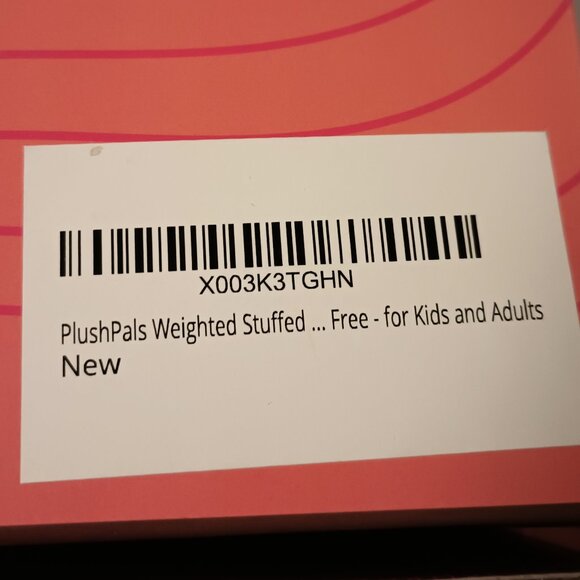 X003K3TGHN
PlushPals Weighted Stuffed ... Free - for Kids and Adults
New